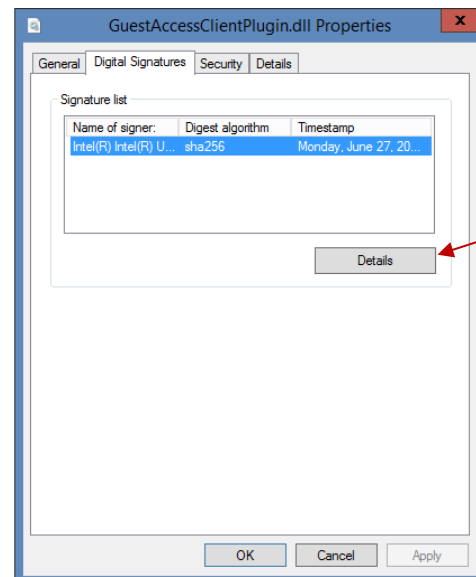 GuestAccessClientPlugin.dll Properties
x
General Digital Signatures Security Details
Signature list
Name of signer: Digest algorithm Timestamp
Intel(R) Intel(R) U... sha256 Monday, June 27, 20...
Details
OK Cancel Apply